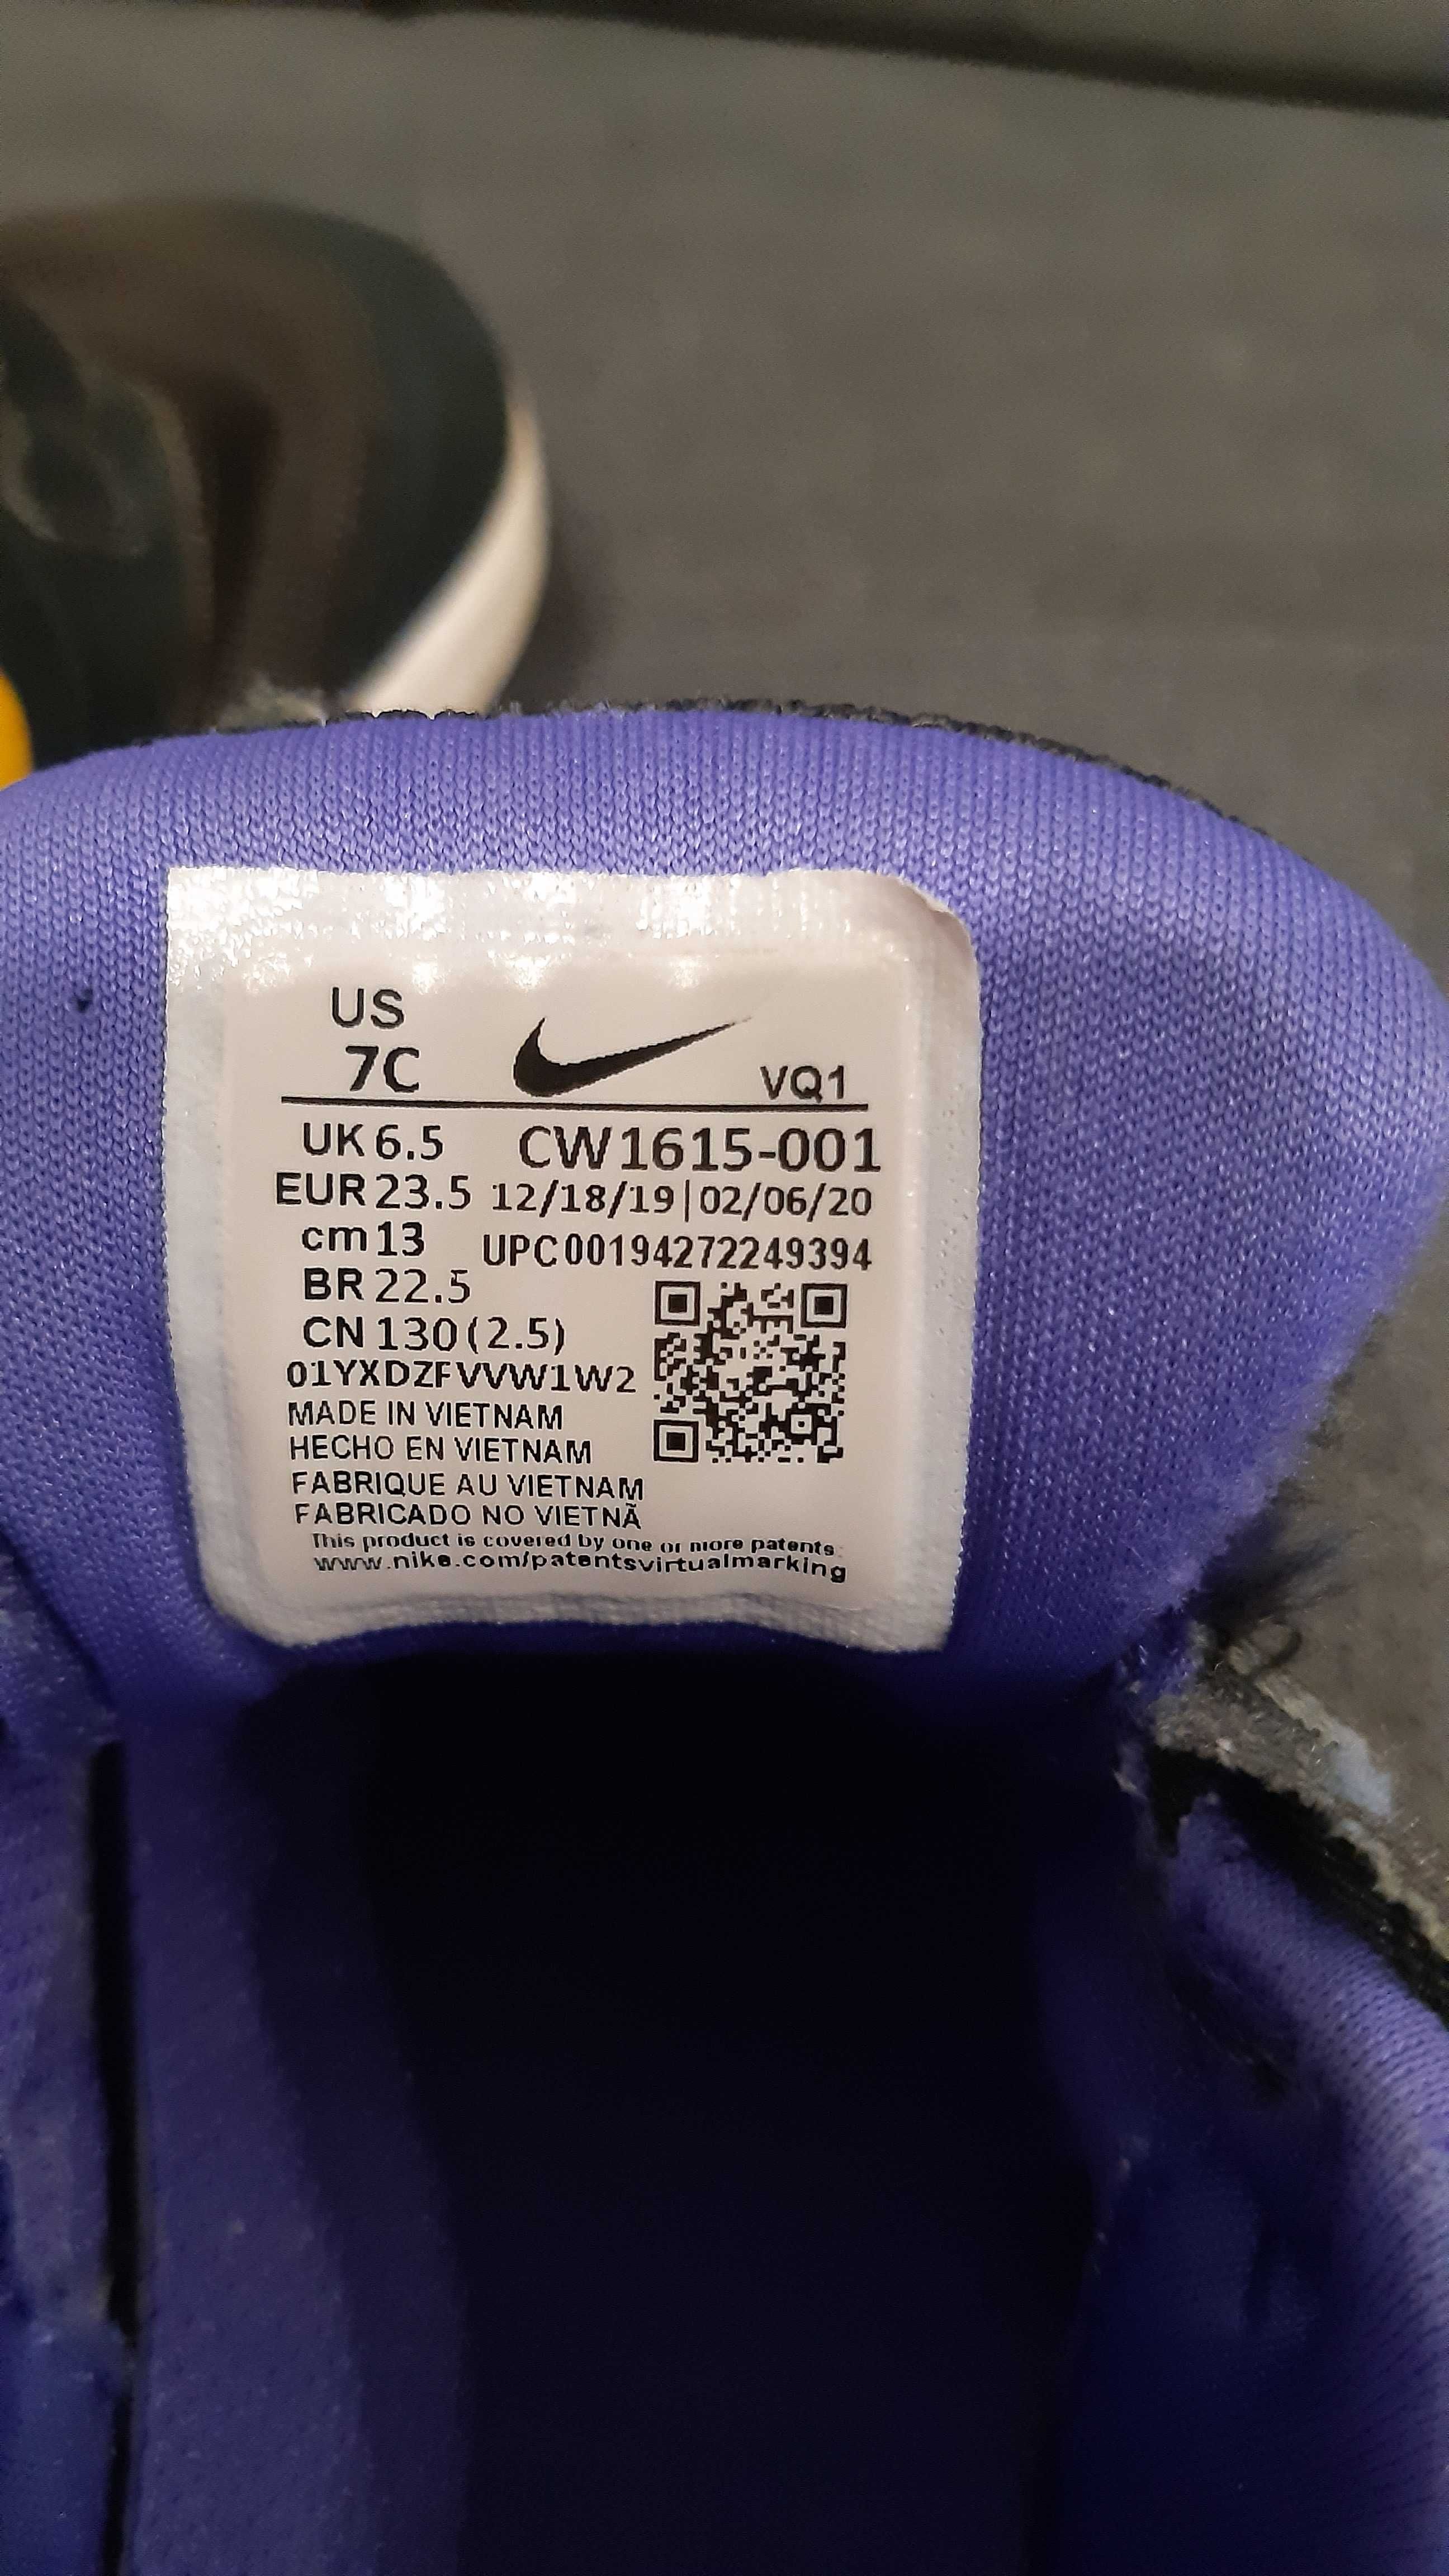 US
7C
VQ1
UK 6.5
CW1615-001
EUR 23.5
12/18/19|02/06/20
cm 13
UPC00194272249394
BR 22.5
CN 130(2.5)
01YXDZFVVW1W2
MADE IN VIETNAM
HECHO EN VIETNAM
FABRIQUE AU VIETNAM
FABRICADO NO VIETNÃ
This product is covered by one or more patents:
www.nike.com/patentsvirtualmarking